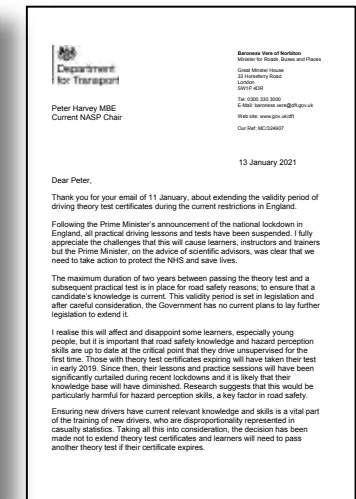 Department
for Transport
Peter Harvey MBE
Current NASP Chair
Baroness Vere of Norbiton
Minister for Roads, Buses and Places
Great Minster House
33 Horseferry Road
London
SW1P 4DR
Tel: 0300 330 3000
E-Mail: baroness.vere@dft.gov.uk
Web site: www.gov.uk/dft
Our Ref: MC/324907
13 January 2021
Dear Peter,
Thank you for your email of 11 January, about extending the validity period of
driving theory test certificates during the current restrictions in England.
Following the Prime Minister's announcement of the national lockdown in
England, all practical driving lessons and tests have been suspended. I fully
appreciate the challenges that this will cause learners, instructors and trainers
but the Prime Minister, on the advice of scientific advisors, was clear that we
need to take action to protect the NHS and save lives.
The maximum duration of two years between passing the theory test and a
subsequent practical test is in place for road safety reasons; to ensure that a
candidate's knowledge is current. This validity period is set in legislation and
after careful consideration, the Government has no current plans to lay further
legislation to extend it.
I realise this will affect and disappoint some learners, especially young
people, but it is important that road safety knowledge and hazard perception
skills are up to date at the critical point that they drive unsupervised for the
first time. Those with theory test certificates expiring will have taken their test
in early 2019. Since then, their lessons and practice sessions will have been
significantly curtailed during recent lockdowns and it is likely that their
knowledge base will have diminished. Research suggests that this would be
particularly harmful for hazard perception skills, a key factor in road safety.
Ensuring new drivers have current relevant knowledge and skills is a vital part
of the training of new drivers, who are disproportionality represented in
casualty statistics. Taking all this into consideration, the decision has been
made not to extend theory test certificates and learners will need to pass
another theory test if their certificate expires.